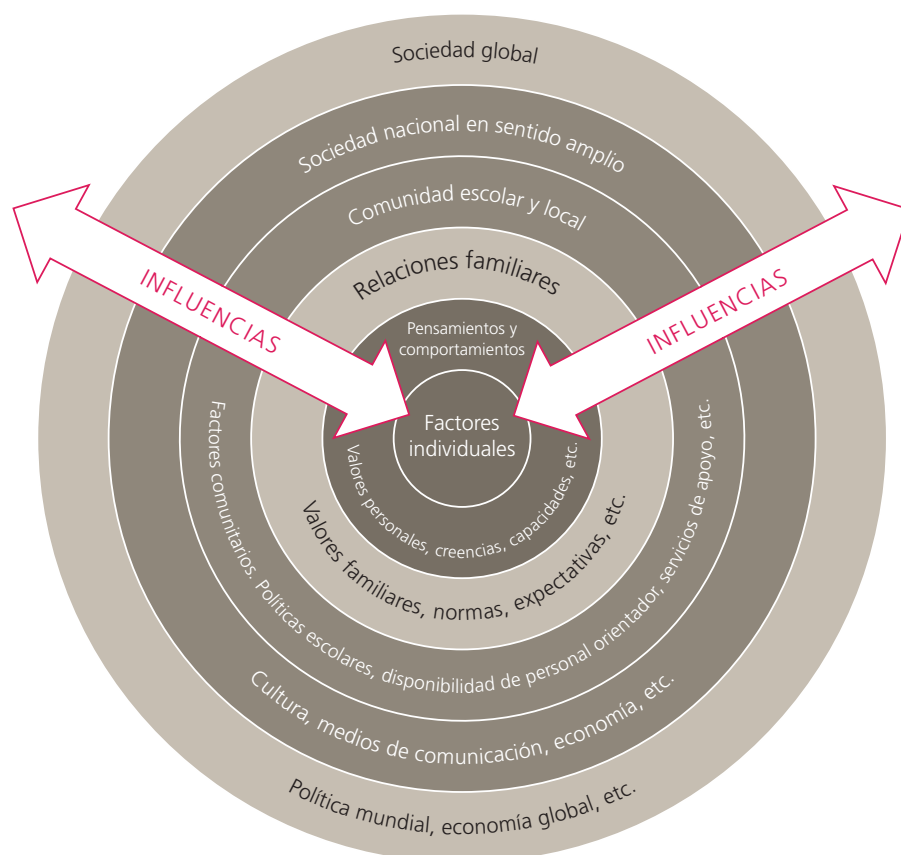 Sociedad global
Sociedad nacional en sentido amplio
Comunidad escolar y local
Relaciones familiares
Pensamientos y
comportamientos
INFLUENCIAS
INFLUENCIAS
Factores
individuales
Valores personales, creencias, capacidades, etc.
Valores familiares, normas, expectativas, etc.
Factores comunitarios. Políticas escolares, disponibilidad de personal orientador, servicios de apoyo, etc.
Cultura, medios de comunicación, economía, etc.
Política mundial, economía global, etc.